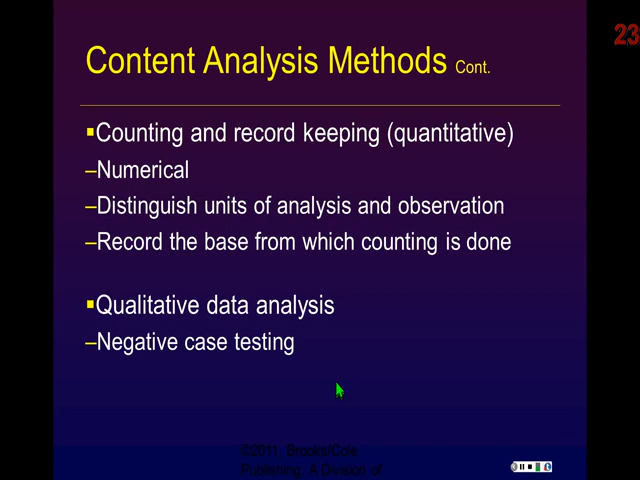 23
Content Analysis Methods Cont.
▪Counting and record keeping (quantitative)
–Numerical
–Distinguish units of analysis and observation
–Record the base from which counting is done
▪Qualitative data analysis
–Negative case testing
©2011 Brooks/Cole
Publishing. A Division of